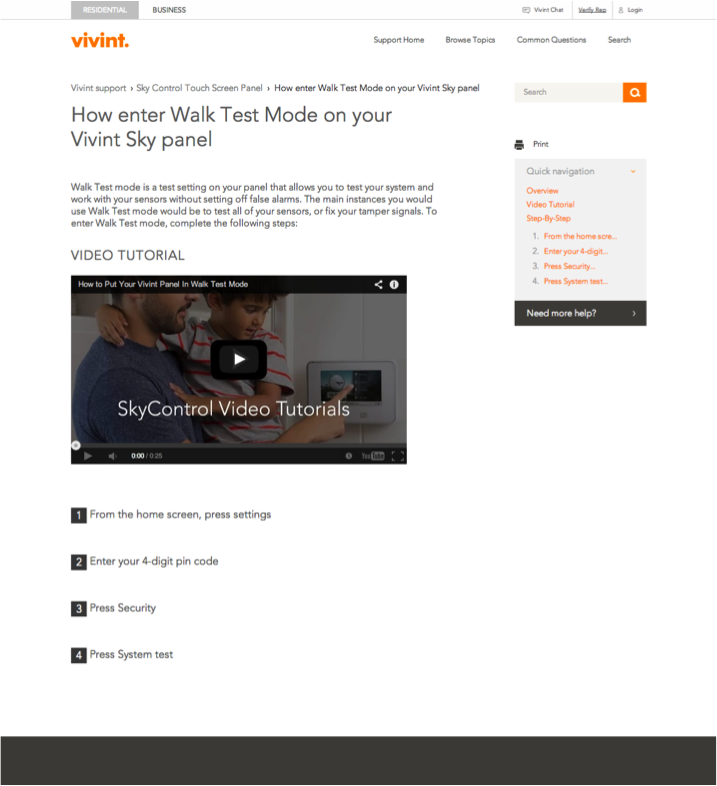 RESIDENTIAL BUSINESS Vivint Chat Verify Rep Login
vivint.
Support Home Browse Topics Common Questions Search
Vivint support › Sky Control Touch Screen Panel › How enter Walk Test Mode on your Vivint Sky panel
Search
How enter Walk Test Mode on your
Vivint Sky panel
Print
Quick navigation
Overview
Video Tutorial
Step-By-Step
1. From the home scre...
2. Enter your 4-digit...
3. Press Security...
4. Press System test...
Need more help? ›
Walk Test mode is a test setting on your panel that allows you to test your system and
work with your sensors without setting off false alarms. The main instances you would
use Walk Test mode would be to test all of your sensors, or fix your tamper signals. To
enter Walk Test mode, complete the following steps:
VIDEO TUTORIAL
How to Put Your Vivint Panel In Walk Test Mode
SkyControl Video Tutorials
0:00 / 0:25 YouTube
1 From the home screen, press settings
2 Enter your 4-digit pin code
3 Press Security
4 Press System test